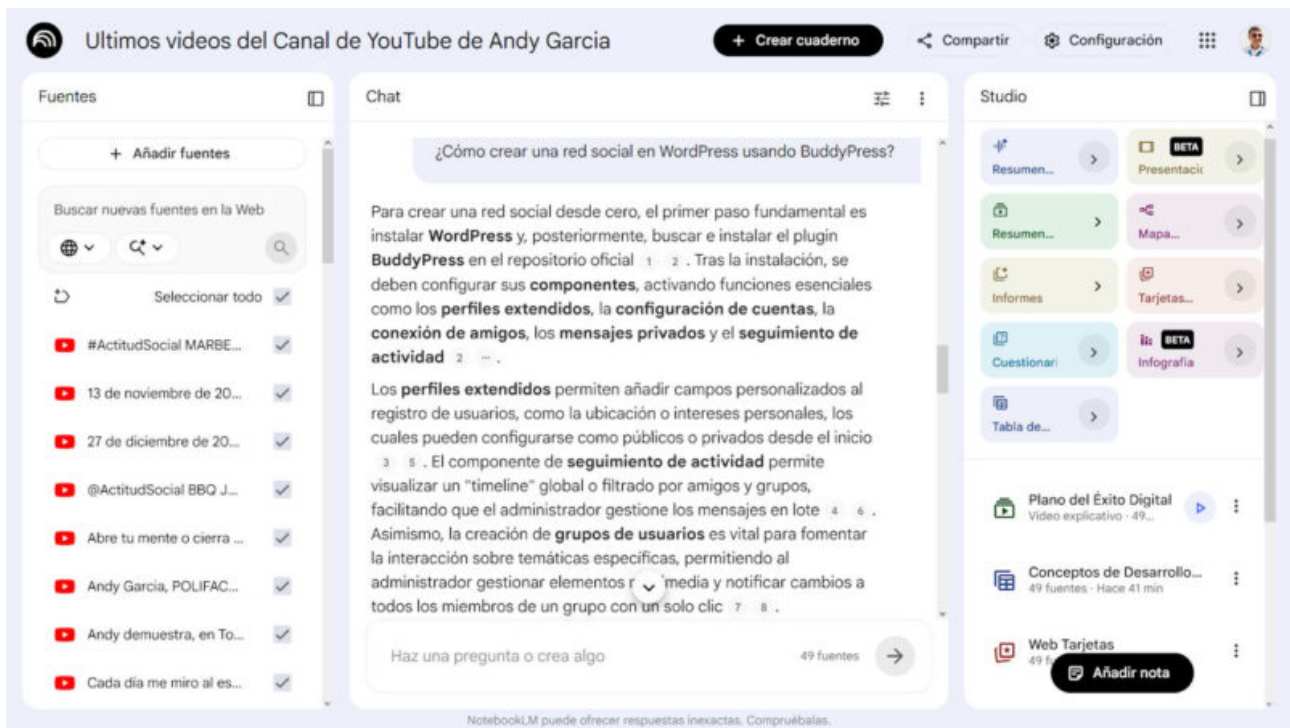 Ultimos videos del Canal de YouTube de Andy Garcia
+ Crear cuaderno
Compartir
Configuración
Fuentes
+ Añadir fuentes
Buscar nuevas fuentes en la Web
Seleccionar todo
#ActitudSocial MARBE...
13 de noviembre de 20...
27 de diciembre de 20...
@ActitudSocial BBQ J...
Abre tu mente o cierra ...
Andy Garcia, POLIFAC...
Andy demuestra, en To...
Cada día me miro al es...
Chat
¿Cómo crear una red social en WordPress usando BuddyPress?
Para crear una red social desde cero, el primer paso fundamental es
instalar WordPress y, posteriormente, buscar e instalar el plugin
BuddyPress en el repositorio oficial 1 2 . Tras la instalación, se
deben configurar sus componentes, activando funciones esenciales
como los perfiles extendidos, la configuración de cuentas, la
conexión de amigos, los mensajes privados y el seguimiento de
actividad 2 ... .
Los perfiles extendidos permiten añadir campos personalizados al
registro de usuarios, como la ubicación o intereses personales, los
cuales pueden configurarse como públicos o privados desde el inicio
3 5 . El componente de seguimiento de actividad permite
visualizar un "timeline" global o filtrado por amigos y grupos,
facilitando que el administrador gestione los mensajes en lote 4 6 .
Asimismo, la creación de grupos de usuarios es vital para fomentar
la interacción sobre temáticas específicas, permitiendo al
administrador gestionar elementos imedia y notificar cambios a
todos los miembros de un grupo con un solo clic 7 8 .
Haz una pregunta o crea algo
49 fuentes
NotebookLM puede ofrecer respuestas inexactas. Compruébalas.
Studio
Resumen...
BETA
Presentacic
Resumen...
Mapa...
Informes
Tarjetas...
Cuestionari
BETA
Infografía
Tabla de...
Plano del Éxito Digital
Vídeo explicativo · 49...
Conceptos de Desarrollo...
49 fuentes · Hace 41 min
Web Tarjetas
49 f
Añadir nota